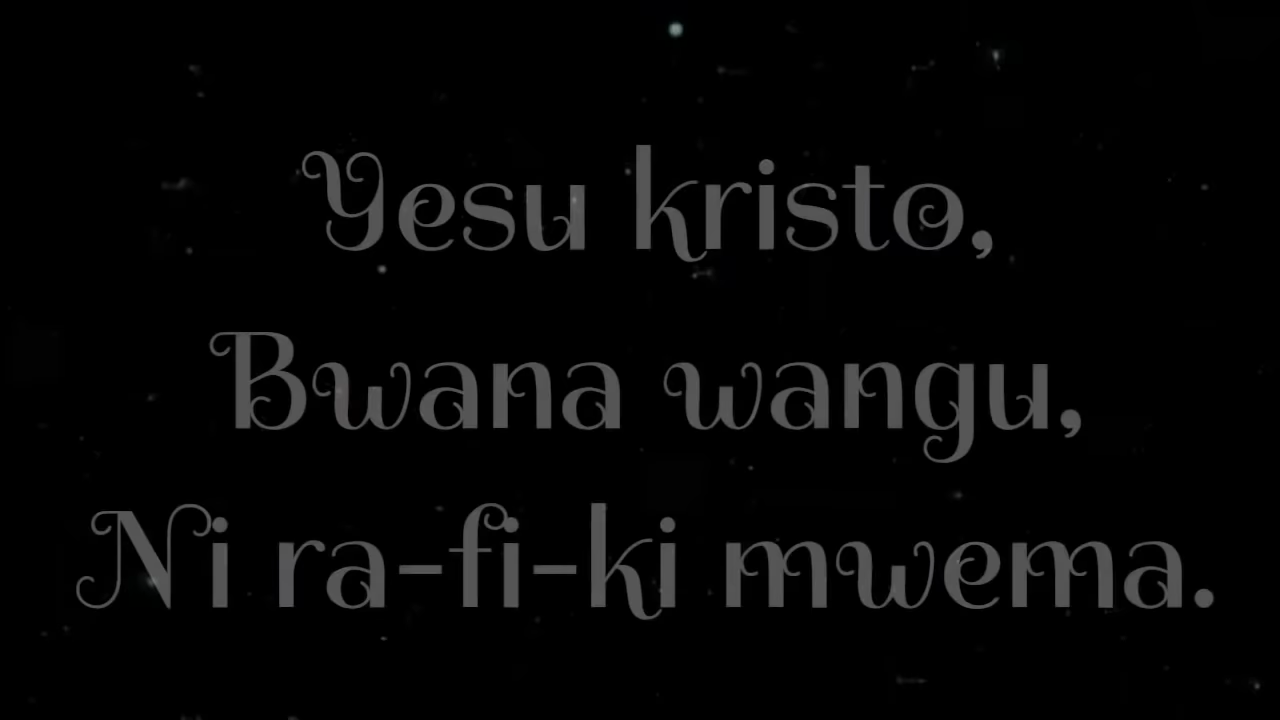 Yesu kristo,
Bwana wangu,
Ni ra-fi-ki mwema.